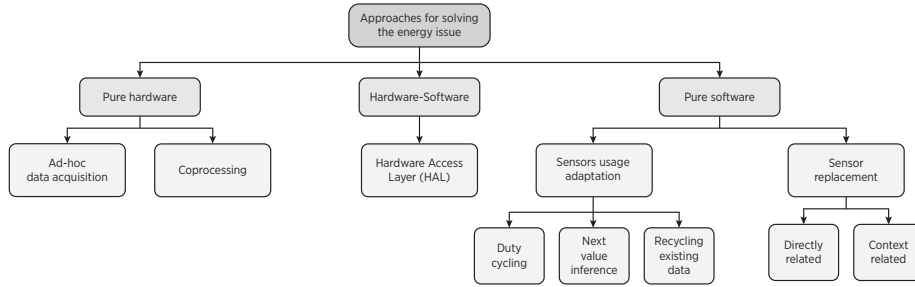 Approaches for solving
the energy issue
Pure hardware
Hardware-Software
Pure software
Ad-hoc
data acquisition
Coprocessing
Hardware Access
Layer (HAL)
Sensors usage
adaptation
Sensor
replacement
Duty
cycling
Next
value
inference
Recycling
existing
data
Directly
related
Context
related